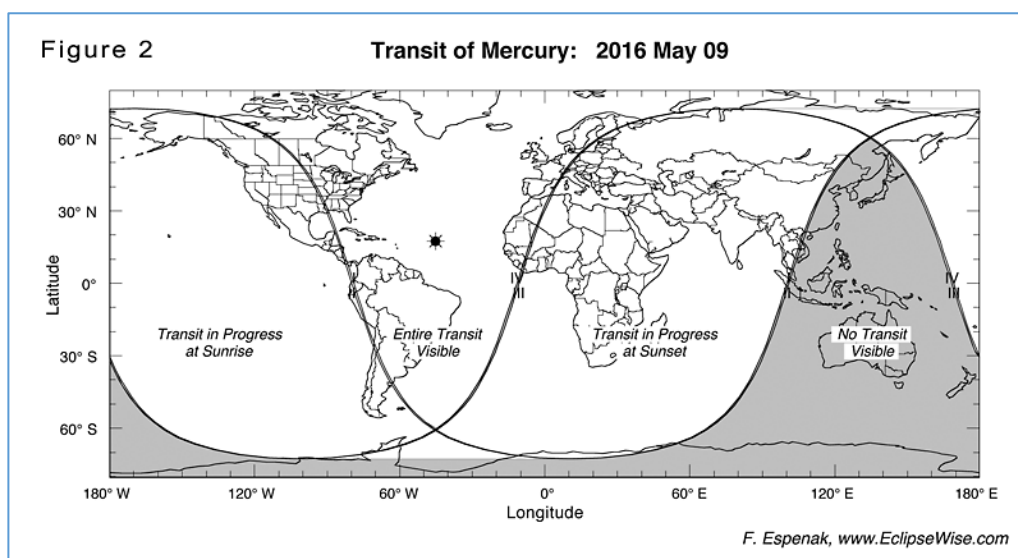 Figure 2
Transit of Mercury: 2016 May 09
60° N
30° N
0°
30° S
60° S
Latitude
IV
III
II
IV
III
Transit in Progress
at Sunrise
Entire Transit
Visible
Transit in Progress
at Sunset
No Transit
Visible
180° W
120° W
60° W
0°
60° E
120° E
180° E
Longitude
F. Espenak, www.EclipseWise.com